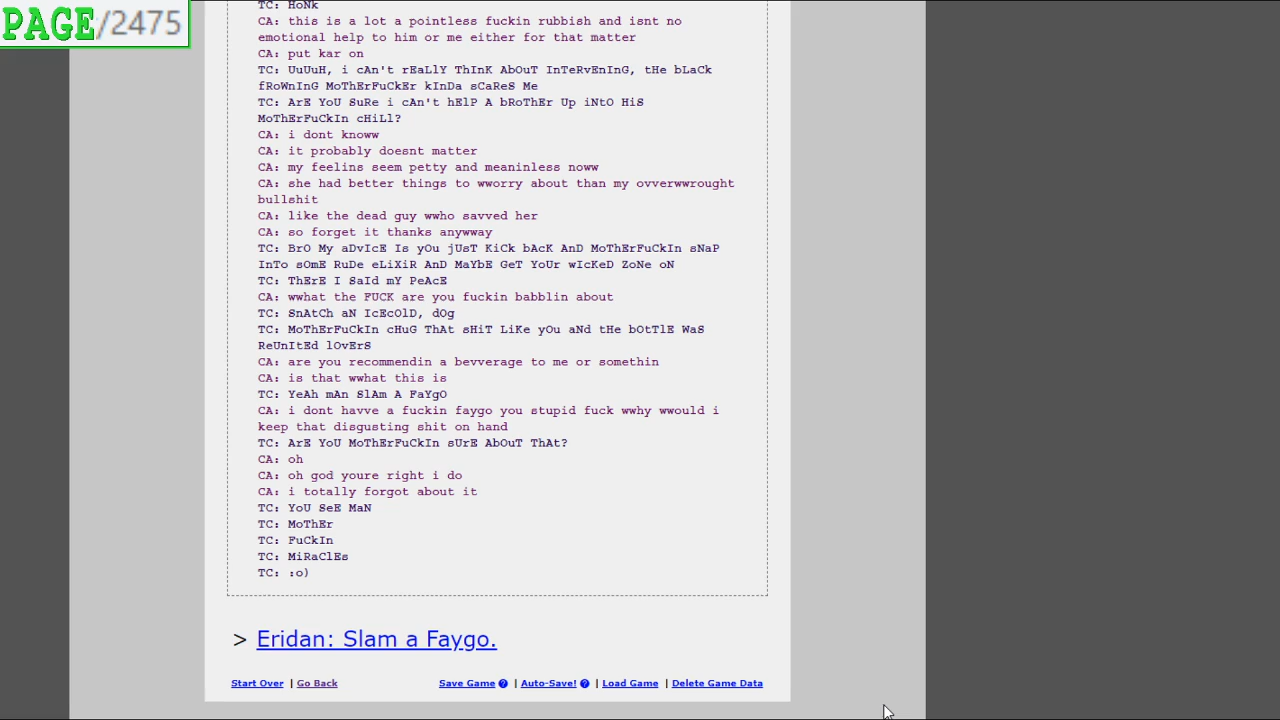 PAGE/2475
TC: HoNk
CA: this is a lot a pointless fuckin rubbish and isnt no
emotional help to him or me either for that matter
CA: put kar on
TC: UuUuH, i cAn't rEaLlY ThInK AbOuT InTeRvEnInG, tHe bLaCk
fRoWnInG MoThErFuCkEr kInDa sCaReS Me
TC: ArE YoU SuRe i cAn't hElP A bRoThEr Up iNtO HiS
MoThErFuCkIn cHiLl?
CA: i dont knoww
CA: it probably doesnt matter
CA: my feelins seem petty and meaninless noww
CA: she had better things to wworry about than my ovverwwrought
bullshit
CA: like the dead guy wwho savved her
CA: so forget it thanks anywway
TC: BrO My aDvIcE Is yOu jUsT KiCk bAcK AnD MoThErFuCkIn sNaP
InTo sOmE RuDe eLiXiR AnD MaYbE GeT YoUr wIcKeD ZoNe oN
TC: ThErE I SaId mY PeAcE
CA: wwhat the FUCK are you fuckin babblin about
TC: SnAtCh aN IcEcOlD, dOg
TC: MoThErFuCkIn cHuG ThAt sHiT LiKe yOu aNd tHe bOtTlE WaS
ReUnItEd lOvErS
CA: are you recommendin a bevverage to me or somethin
CA: is that wwhat this is
TC: YeAh mAn SlAm A FaYgO
CA: i dont havve a fuckin faygo you stupid fuck wwhy wwould i
keep that disgusting shit on hand
TC: ArE YoU MoThErFuCkIn sUrE AbOuT ThAt?
CA: oh
CA: oh god youre right i do
CA: i totally forgot about it
TC: YoU SeE MaN
TC: MoThEr
TC: FuCkIn
TC: MiRaClEs
TC: :o)
> Eridan: Slam a Faygo.
Start Over | Go Back Save Game ? | Auto-Save! ? | Load Game | Delete Game Data